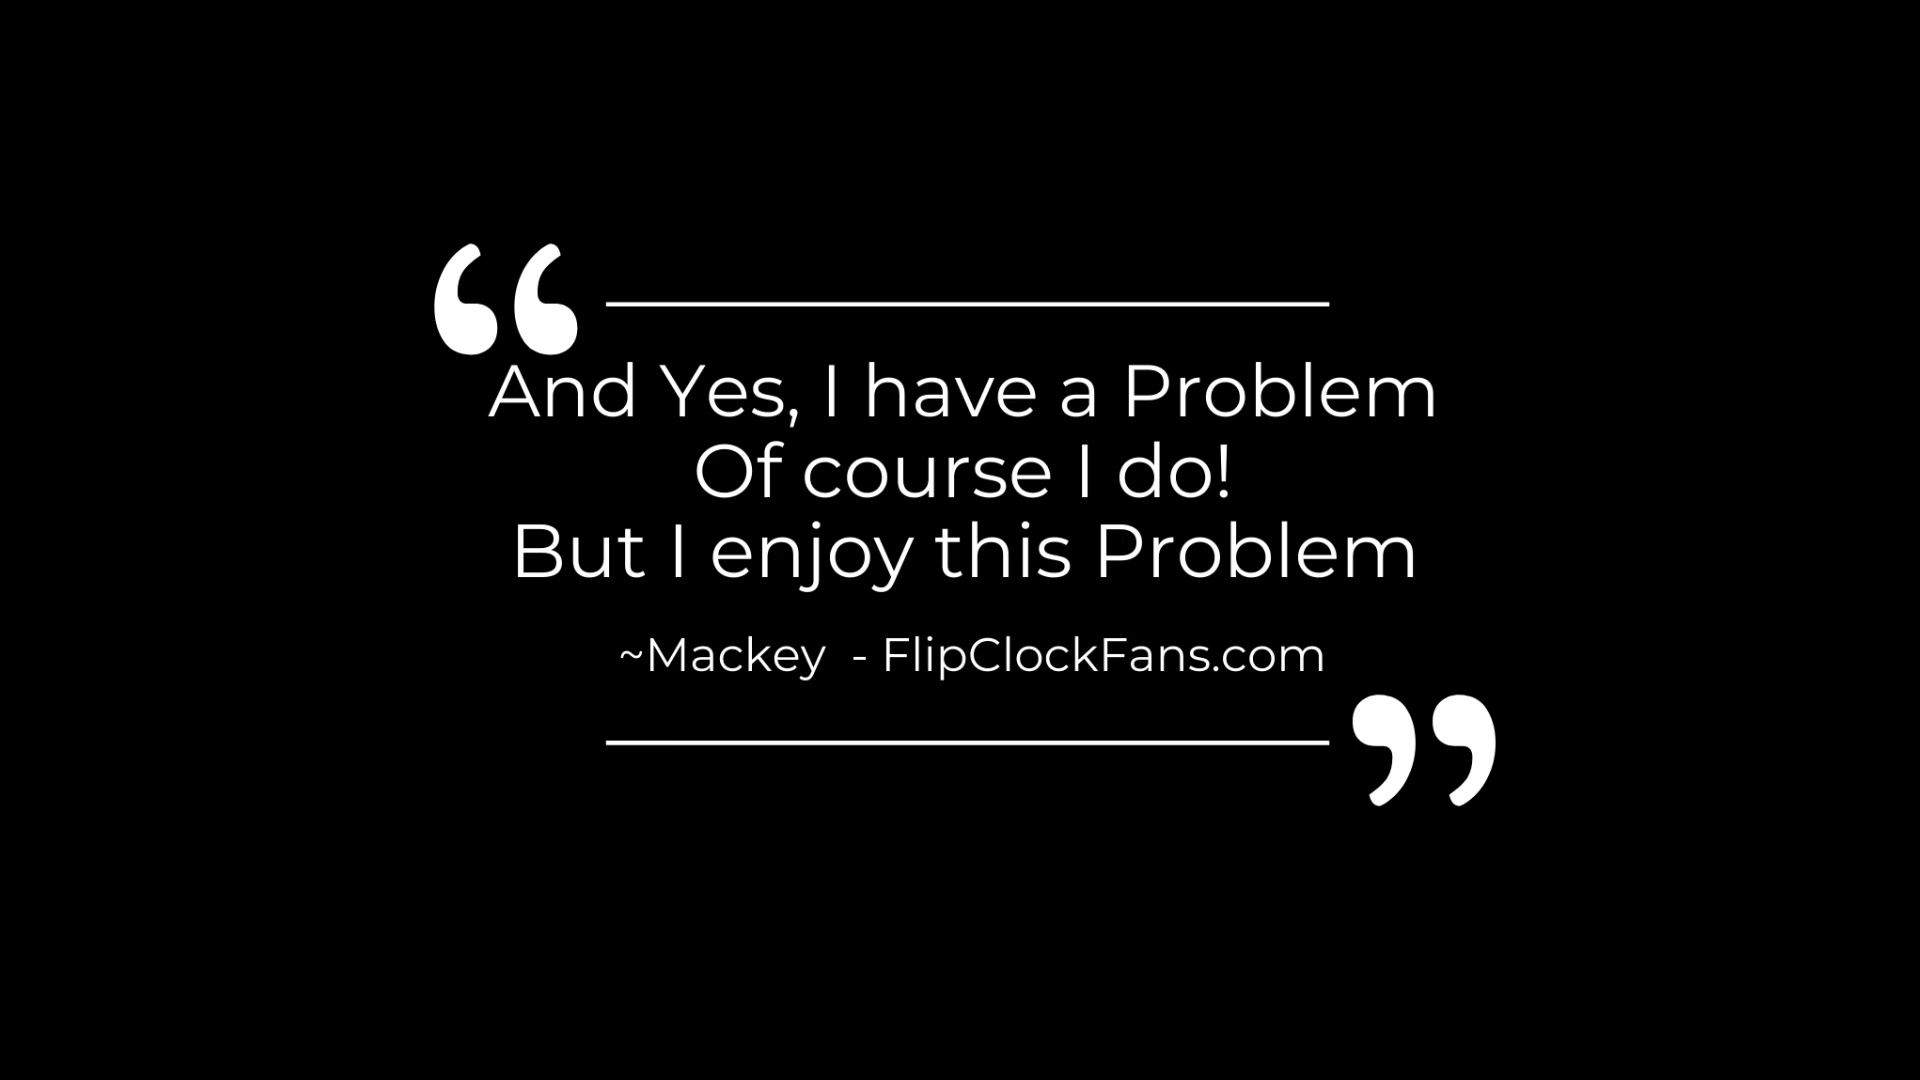 And Yes, I have a Problem
Of course I do!
But I enjoy this Problem
~Mackey - FlipClockFans.com